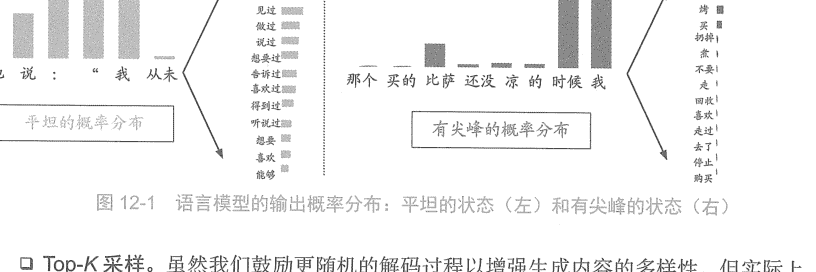 见过
做过
说过
想要过
告诉过
喜欢过
得到过
听说过
想要
喜欢
能够
说 ： “ 我 从未
平坦的概率分布
烤
买
扔掉
煮
不要
走
回收
喜欢
走过
去了
停止
购买
那个 买的 比萨 还没 凉 的 时候 我
有尖峰的概率分布
图 12-1 语言模型的输出概率分布：平坦的状态（左）和有尖峰的状态（右）
Top-K 采样。虽然我们鼓励更随机的解码过程以增强生成内容的多样性，但实际上